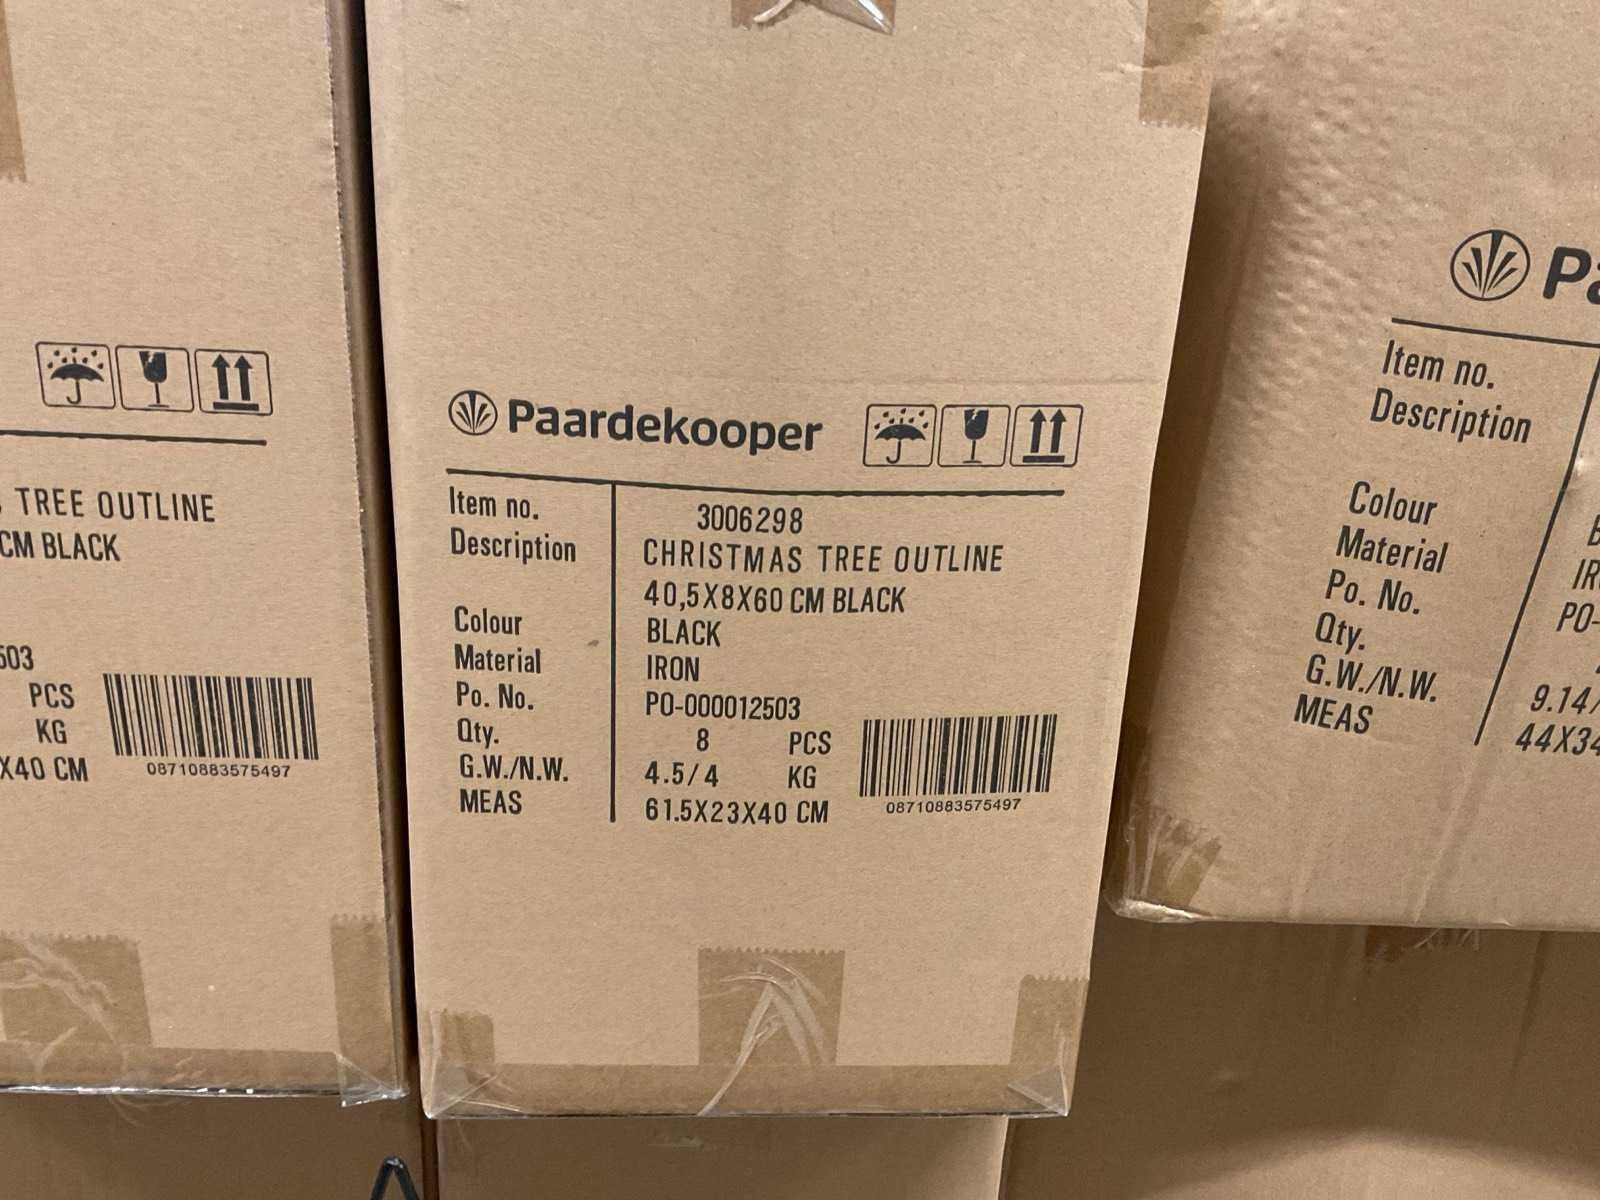 TREE OUTLINE
CM BLACK
503
PCS
KG
X40 CM
08710883575497
Paardekooper
Item no. 3006298
Description CHRISTMAS TREE OUTLINE
40,5X8X60 CM BLACK
Colour BLACK
Material IRON
Po. No. PO-000012503
Qty. 8 PCS
G.W./N.W. 4.5/4 KG
MEAS 61.5X23X40 CM
08710883575497
Pa
Item no.
Description
Colour B
Material IR
Po. No. PO-
Qty.
G.W./N.W. 9.14/
MEAS 44X34